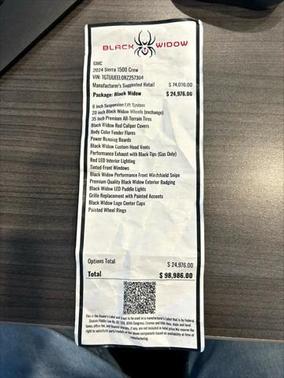 BLACK WIDOW
GMC
2024 Sierra 1500 Crew
Manufacturer's Suggested Retail $ 74,010.00
Package: Black Widow $ 24,976.00
6 inch Suspension Lift System
20 inch Black Widow Wheels (exchange)
35 inch Premium All-Terrain Tires
Black Widow Red Caliper Covers
Body Color Fender Flares
Power Running Boards
Black Widow Custom Hood Vents
Performance Exhaust with Black Tips (Gas Only)
Red LED Interior Lighting
Tinted Front Windows
Black Widow Performance Front Windshield Snipe
Premium Quality Black Widow Exterior Badging
Black Widow LED Puddle Lights
Grille Replacement with Painted Accents
Black Widow Logo Center Caps
Painted Wheel Rings
Options Total $ 24,976.00
Total $ 98,986.00